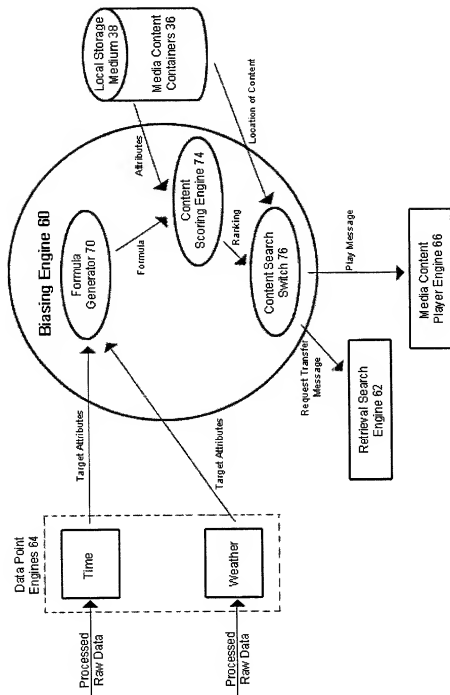 Processed
Raw Data
Processed
Raw Data
Data Point
Engines 64
Time
Weather
Target Attributes
Target Attributes
Biasing Engine 60
Formula
Generator 70
Formula
Content
Scoring Engine 74
Ranking
Content Search
Switch 76
Attributes
Location of Content
Local Storage
Medium 38
Media Content
Containers 36
Request Transfer
Message
Play Message
Retrieval Search
Engine 62
Media Content
Player Engine 66